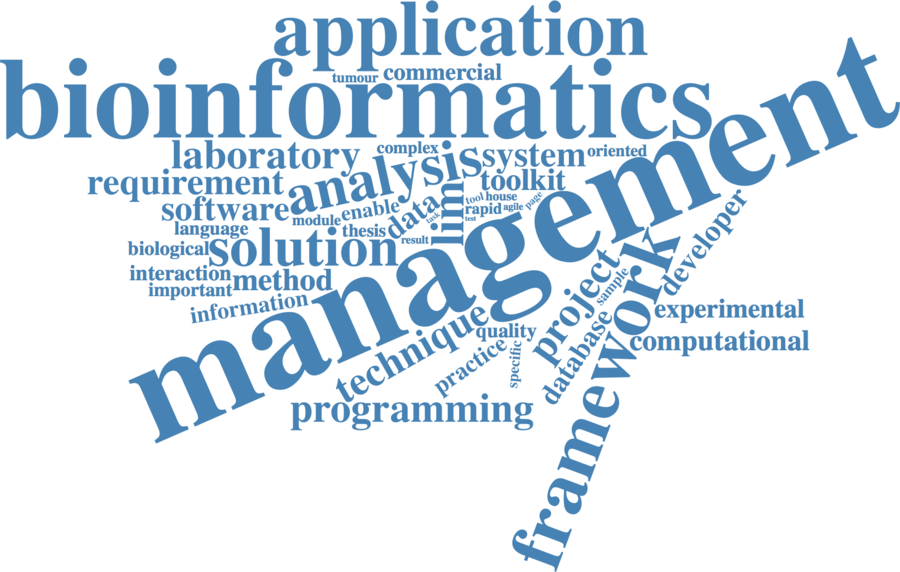 application
tumour
commercial
bioinformatics
management
laboratory
complex
analysis
system
oriented
requirement
toolkit
software
module
enable
data
task
lim
tool
house
rapid
agile
page
test
language
thesis
result
biological
solution
interaction
method
important
information
developer
project
sample
framework
experimental
technique
quality
computational
practice
specific
database
programming